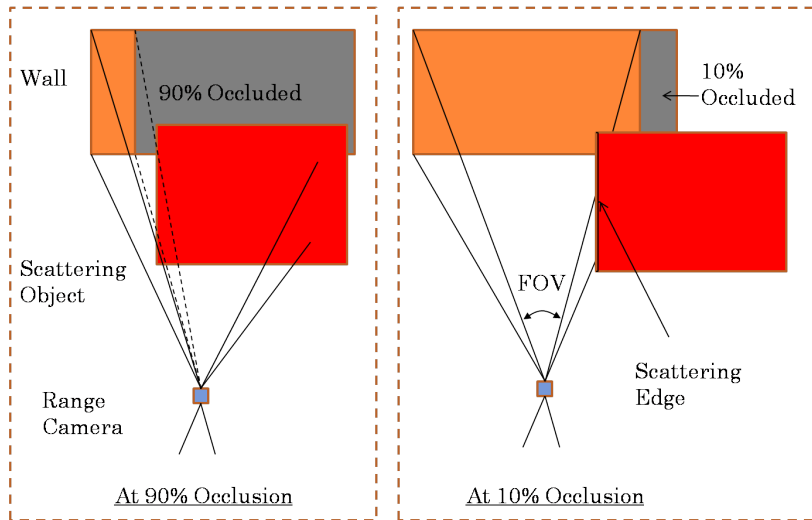 Wall
90% Occluded
Scattering
Object
Range
Camera
At 90% Occlusion
10%
Occluded
FOV
Scattering
Edge
At 10% Occlusion